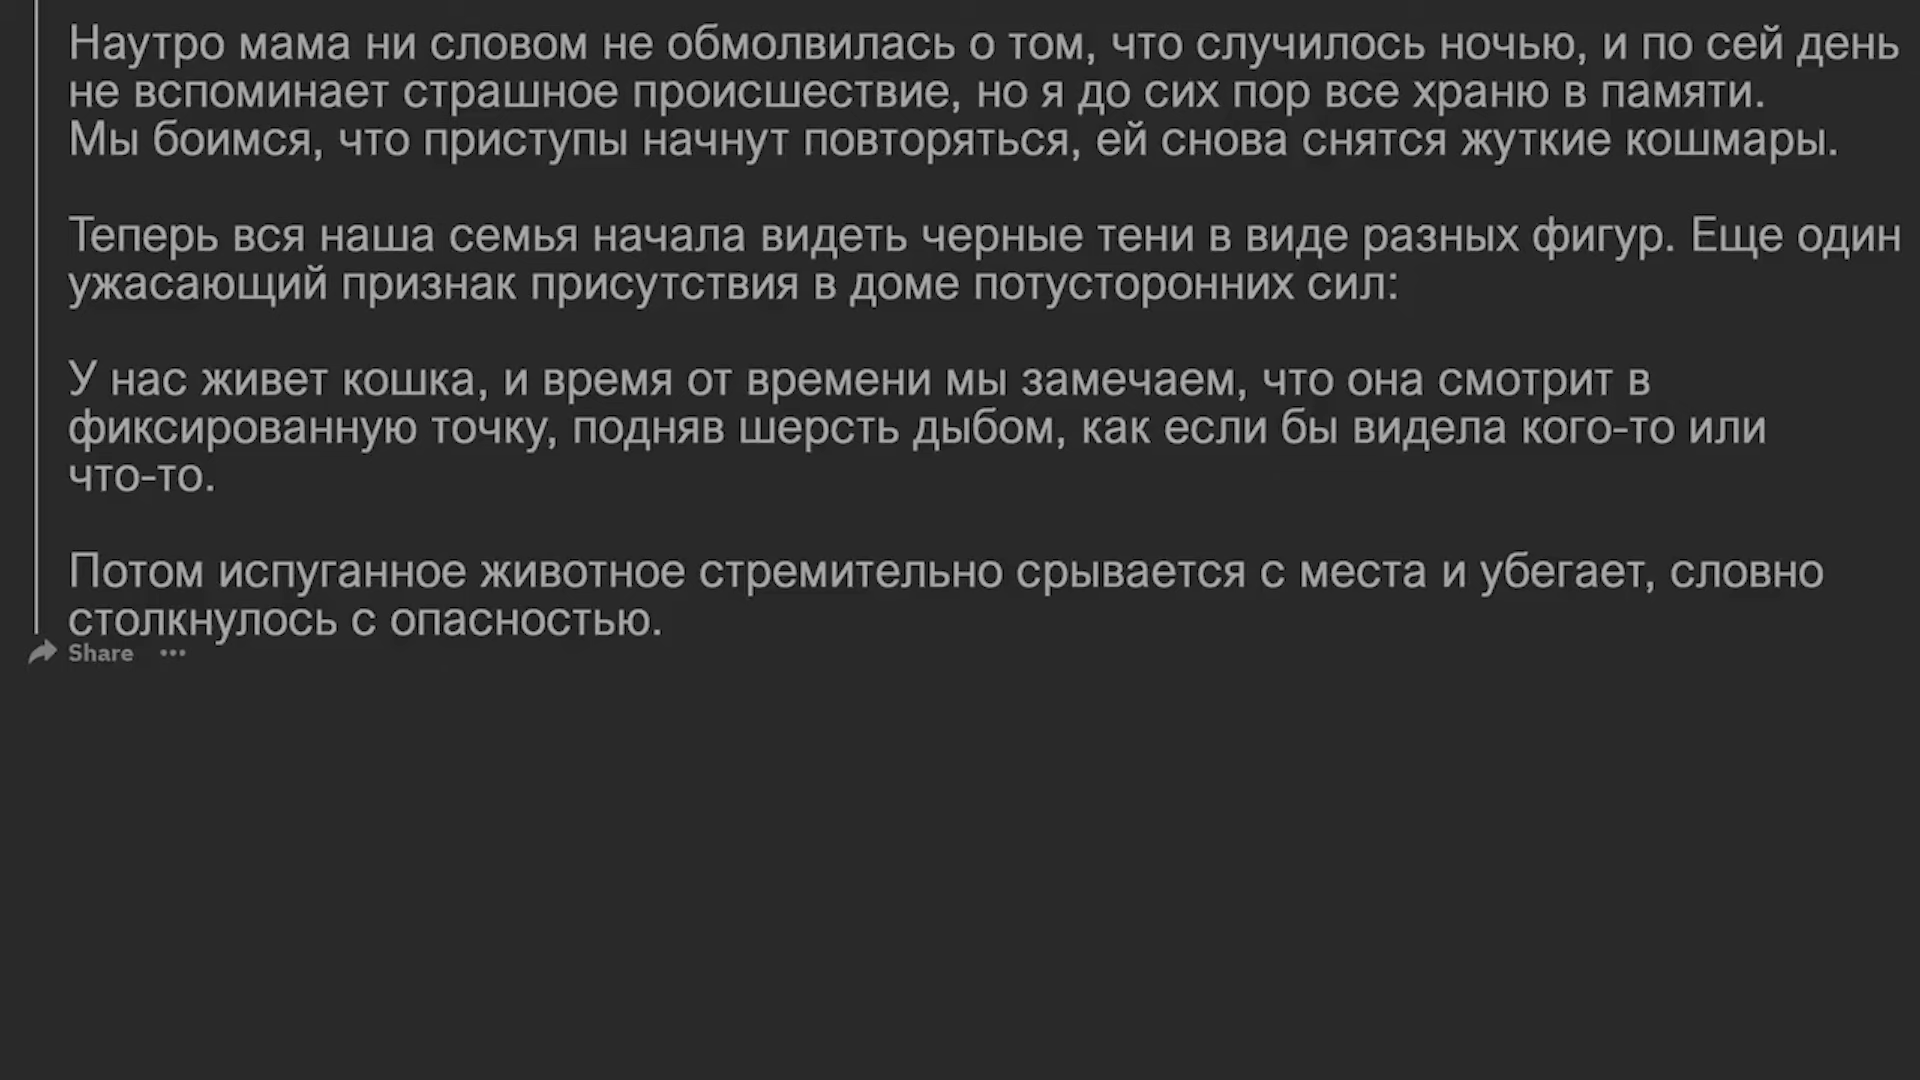 Наутро мама ни словом не обмолвилась о том, что случилось ночью, и по сей день
не вспоминает страшное происшествие, но я до сих пор все храню в памяти.
Мы боимся, что приступы начнут повторяться, ей снова снятся жуткие кошмары.
Теперь вся наша семья начала видеть черные тени в виде разных фигур. Еще один
ужасающий признак присутствия в доме потусторонних сил:
У нас живет кошка, и время от времени мы замечаем, что она смотрит в
фиксированную точку, подняв шерсть дыбом, как если бы видела кого-то или
что-то.
Потом испуганное животное стремительно срывается с места и убегает, словно
столкнулось с опасностью.
Share ...